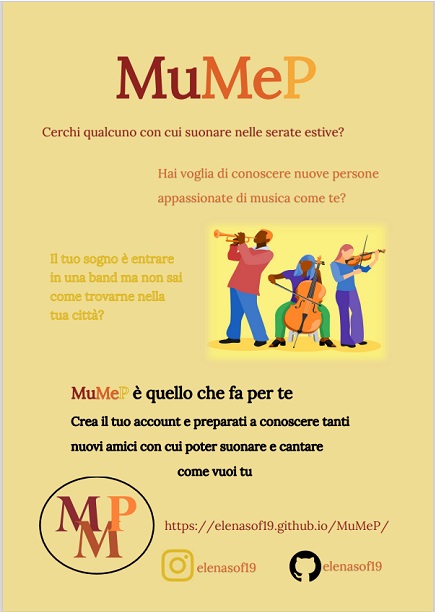 MuMeP
Cerchi qualcuno con cui suonare nelle serate estive?
Hai voglia di conoscere nuove persone
appassionate di musica come te?
Il tuo sogno è entrare
in una band ma non sai
come trovarne nella
tua città?
MuMeP è quello che fa per te
Crea il tuo account e preparati a conoscere tanti
nuovi amici con cui poter suonare e cantare
come vuoi tu
M P
M
https://elenasof19.github.io/MuMeP/
elenasof19
elenasof19